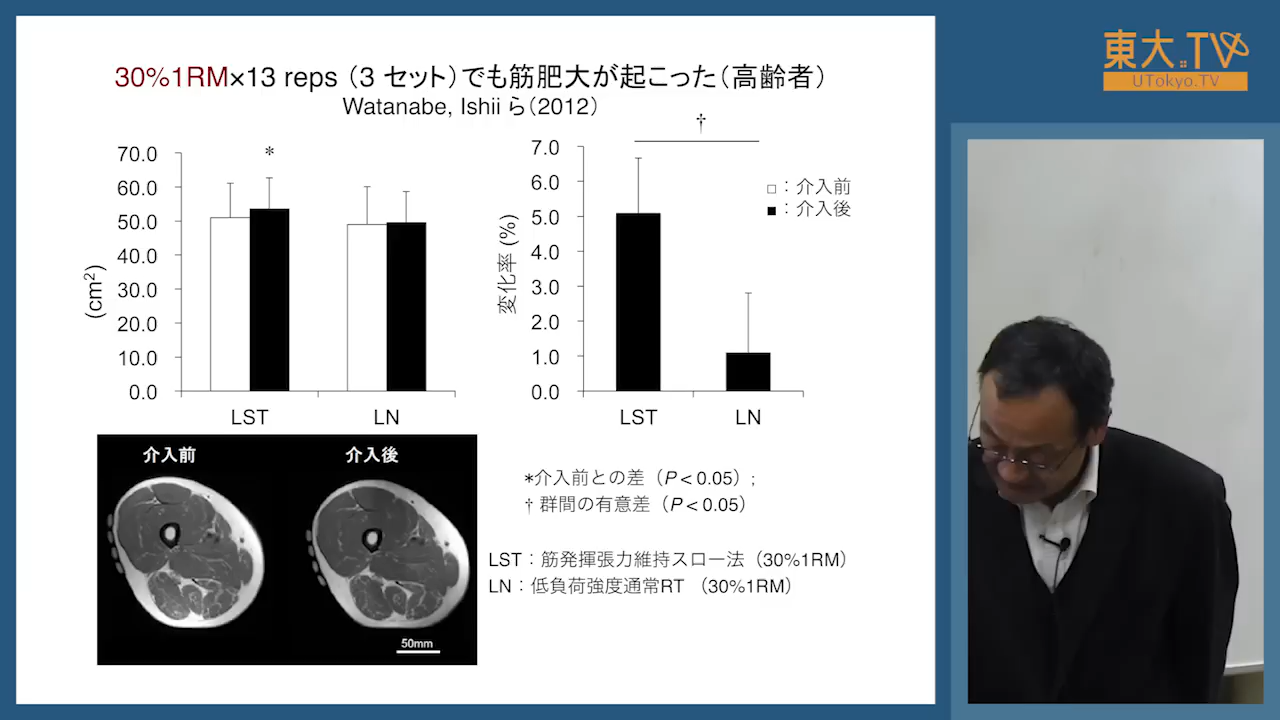 30%1RM×13 reps（3 セット）でも筋肥大が起こった（高齢者）
Watanabe, Ishii ら（2012）
東大.TV
UTokyo.TV
*
70.0
60.0
50.0
40.0
30.0
20.0
10.0
0.0
(cm²)
LST
LN
†
7.0
6.0
5.0
4.0
3.0
2.0
1.0
0.0
変化率 (%)
LST
LN
□：介入前
■：介入後
介入前
介入後
50mm
*介入前との差（P＜0.05）;
† 群間の有意差（P＜0.05）
LST：筋発揮張力維持スロー法（30%1RM）
LN：低負荷強度通常RT （30%1RM）